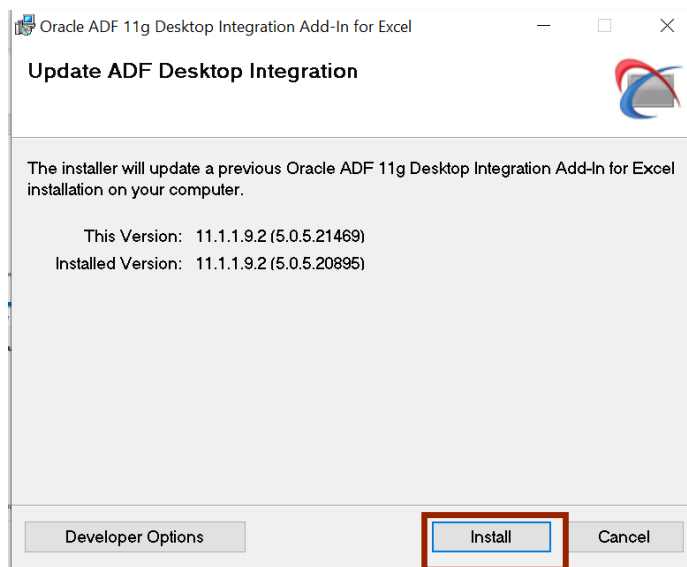 Oracle ADF 11g Desktop Integration Add-In for Excel
Update ADF Desktop Integration
The installer will update a previous Oracle ADF 11g Desktop Integration Add-In for Excel
installation on your computer.
This Version: 11.1.1.9.2 (5.0.5.21469)
Installed Version: 11.1.1.9.2 (5.0.5.20895)
Developer Options Install Cancel